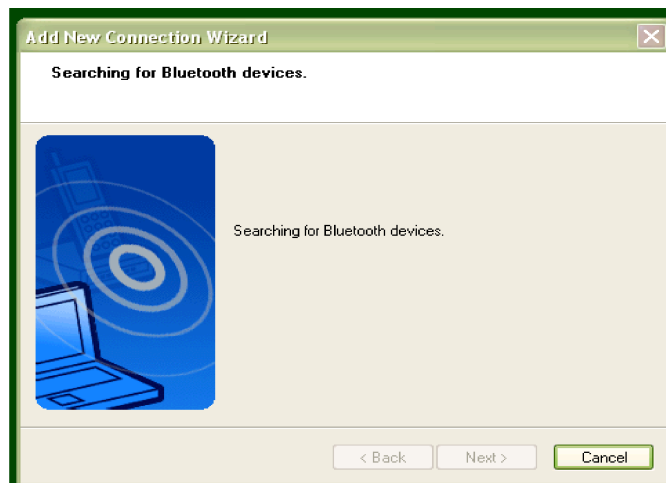 Add New Connection Wizard
Searching for Bluetooth devices.
Searching for Bluetooth devices.
< Back
Next >
Cancel